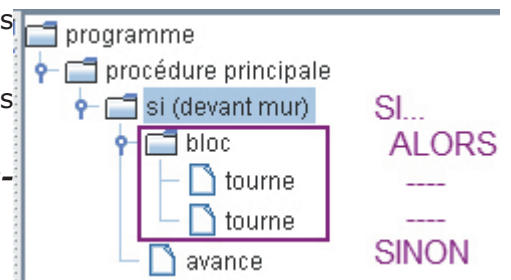 s programme
procédure principale
s si (devant mur) SI...
bloc ALORS
- tourne ----
tourne ----
avance SINON